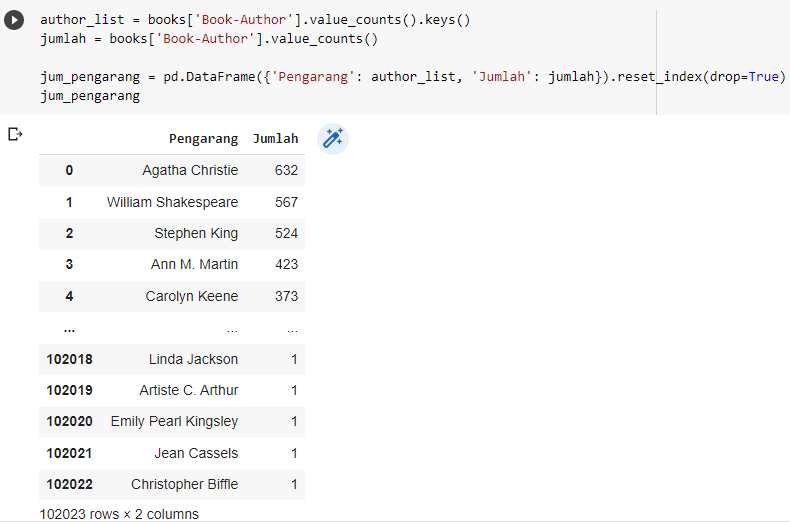 author_list = books['Book-Author'].value_counts().keys()
jumlah = books['Book-Author'].value_counts()
jum_pengarang = pd.DataFrame({'Pengarang': author_list, 'Jumlah': jumlah}).reset_index(drop=True)
jum_pengarang
Pengarang Jumlah
0 Agatha Christie 632
1 William Shakespeare 567
2 Stephen King 524
3 Ann M. Martin 423
4 Carolyn Keene 373
... ... ...
102018 Linda Jackson 1
102019 Artiste C. Arthur 1
102020 Emily Pearl Kingsley 1
102021 Jean Cassels 1
102022 Christopher Biffle 1
102023 rows × 2 columns